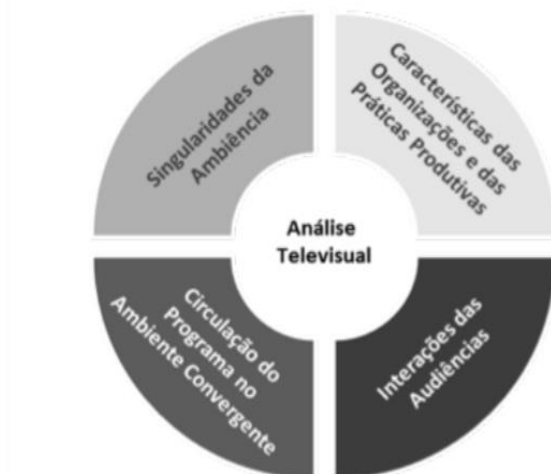 Singularidades da
Ambiência
Características das
Organizações e das
Práticas Produtivas
Análise
Televisual
Circulação do
Programa no
Ambiente Convergente
Interações das
Audiências